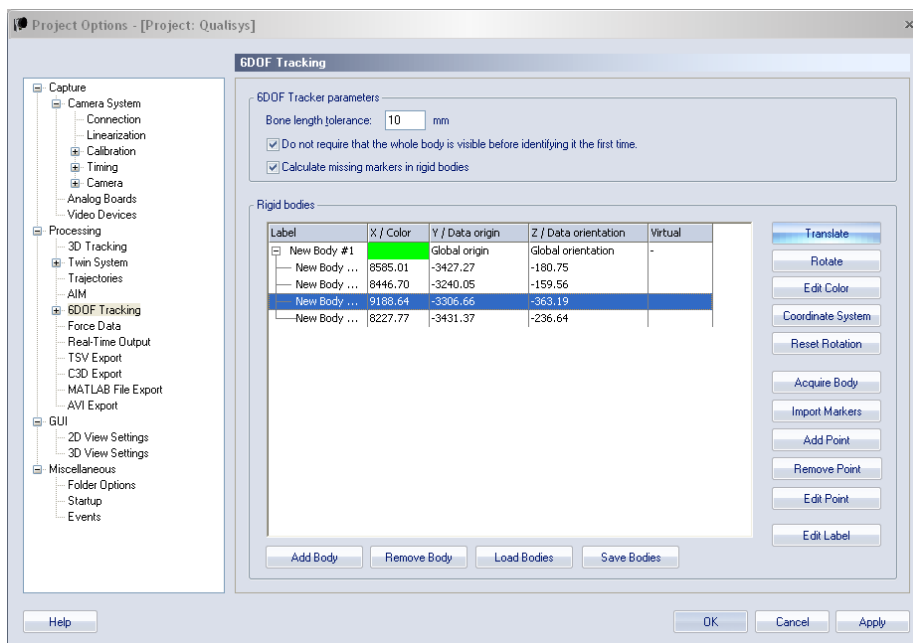 Project Options - [Project: Qualisys]
6DOF Tracking
Capture
Camera System
Connection
Linearization
Calibration
Timing
Camera
Analog Boards
Video Devices
Processing
3D Tracking
Twin System
Trajectories
AIM
6DOF Tracking
Force Data
Real-Time Output
TSV Export
C3D Export
MATLAB File Export
AVI Export
GUI
2D View Settings
3D View Settings
Miscellaneous
Folder Options
Startup
Events
6DOF Tracker parameters
Bone length tolerance: 10 mm
Do not require that the whole body is visible before identifying it the first time.
Calculate missing markers in rigid bodies
Rigid bodies
Label X / Color Y / Data origin Z / Data orientation Virtual
New Body #1 Global origin Global orientation -
New Body ... 8585.01 -3427.27 -180.75
New Body ... 8446.70 -3240.05 -159.56
New Body ... 9188.64 -3306.66 -363.19
New Body ... 8227.77 -3431.37 -236.64
Translate
Rotate
Edit Color
Coordinate System
Reset Rotation
Acquire Body
Import Markers
Add Point
Remove Point
Edit Point
Edit Label
Add Body Remove Body Load Bodies Save Bodies
Help OK Cancel Apply